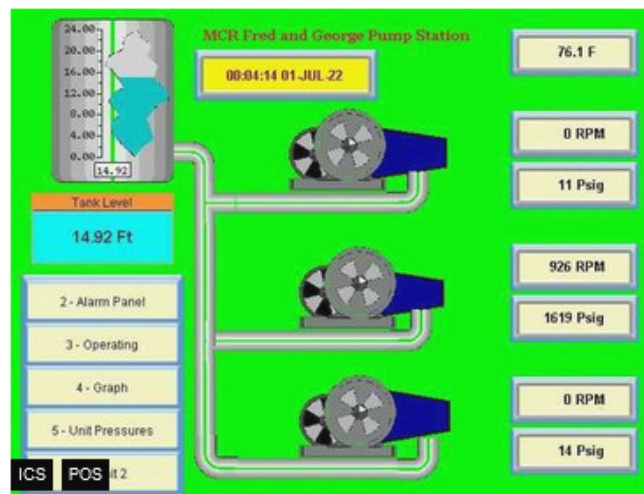 MCR Fred and George Pump Station
24.00
20.00
16.00
12.00
8.00
4.00
0.00
14.92
00:04:14 01-JUL-22
76.1 F
0 RPM
11 Psig
Tank Level
14.92 Ft
926 RPM
1619 Psig
2 - Alarm Panel
3 - Operating
4 - Graph
5 - Unit Pressures
0 RPM
14 Psig
ICS POS
2